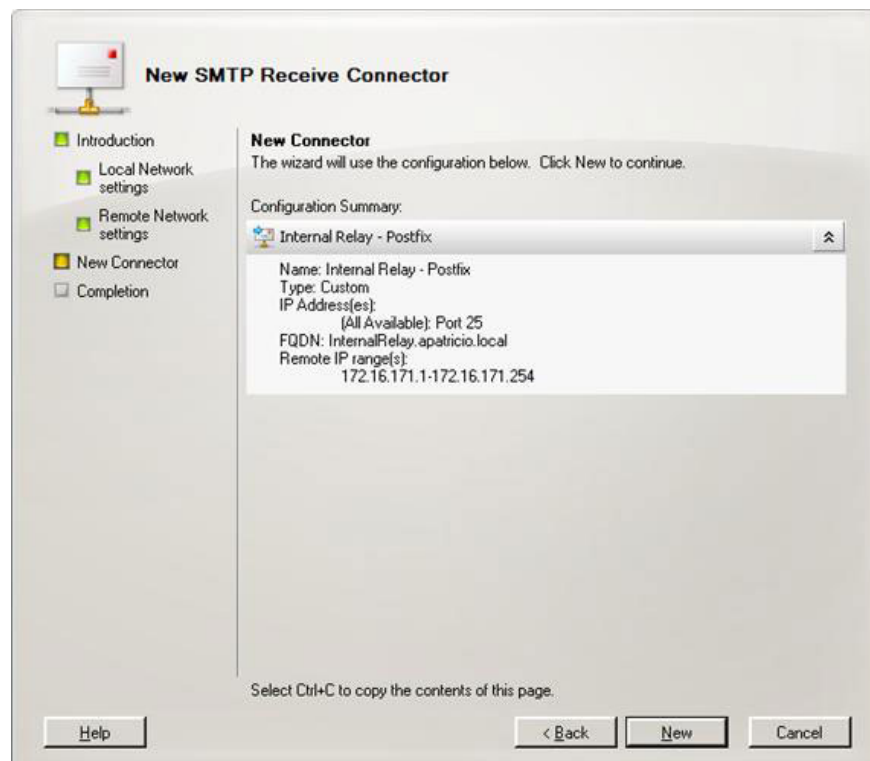 New SMTP Receive Connector
Introduction
Local Network
settings
Remote Network
settings
New Connector
Completion
New Connector
The wizard will use the configuration below.  Click New to continue.
Configuration Summary:
Internal Relay - Postfix
Name: Internal Relay - Postfix
Type: Custom
IP Address(es):
(All Available): Port 25
FQDN: InternalRelay.apatricio.local
Remote IP range(s):
172.16.171.1-172.16.171.254
Select Ctrl+C to copy the contents of this page.
Help
< Back
New
Cancel